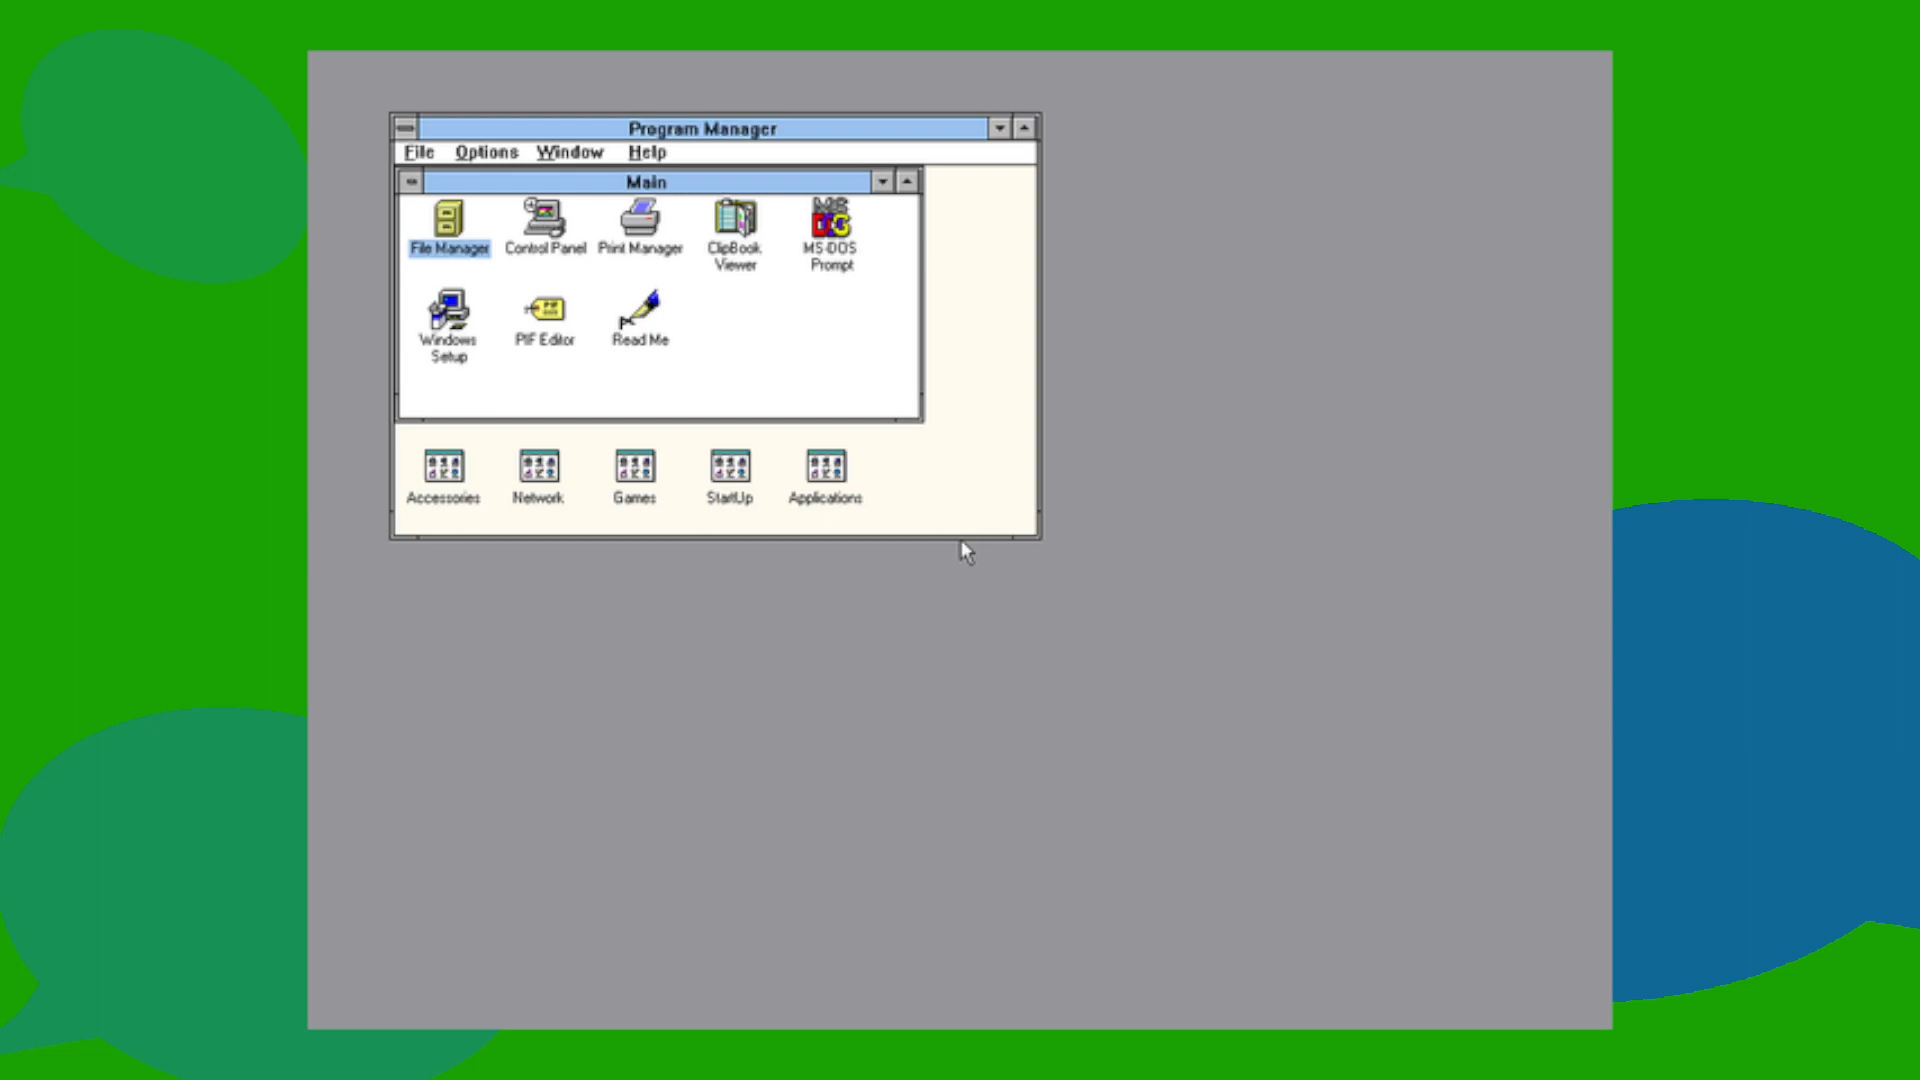 Program Manager
File Options Window Help
Main
File Manager Control Panel Print Manager ClipBook Viewer MS-DOS Prompt
Windows Setup PIF Editor Read Me
Accessories Network Games StartUp Applications